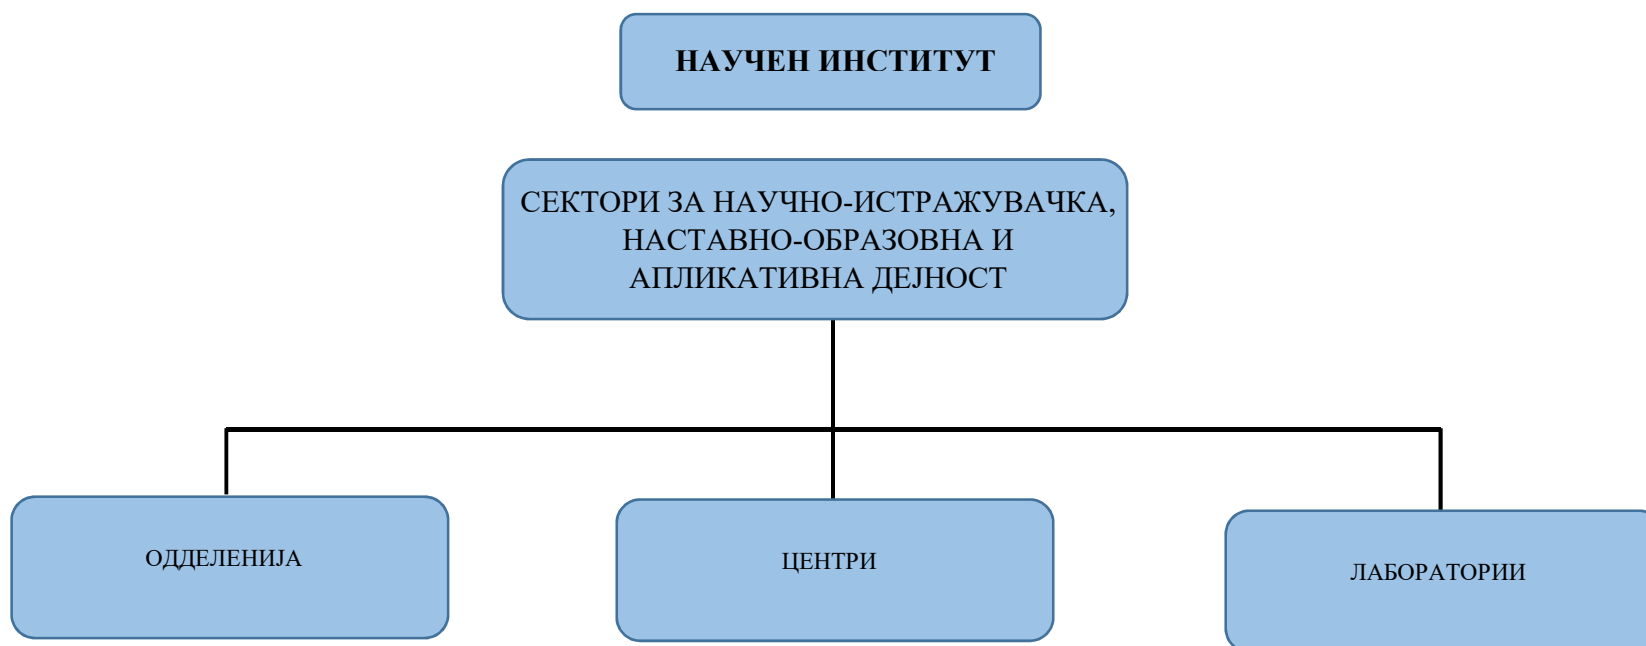 НАУЧЕН ИНСТИТУТ
СЕКТОРИ ЗА НАУЧНО-ИСТРАЖУВАЧКА,
НАСТАВНО-ОБРАЗОВНА И
АПЛИКАТИВНА ДЕЈНОСТ
ОДДЕЛЕНИЈА
ЦЕНТРИ
ЛАБОРАТОРИИ